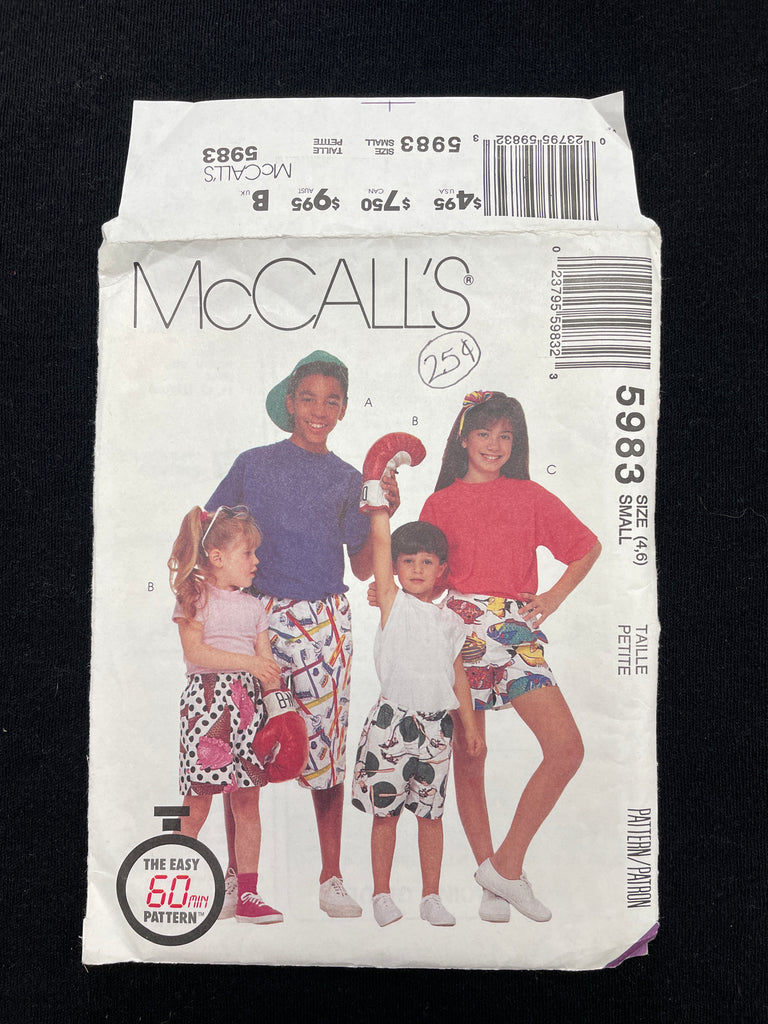 0 23795 59832 3
5983 SIZE SMALL TAILLE PETITE
McCALL'S 5983
$4.95 U.S.A. $7.50 CAN. $9.95 AUST B U.K.
McCALL'S®
25¢
0 23795 59832 3
5983 SIZE (4,6) SMALL TAILLE PETITE PATTERN/PATRON
A
B
C
B
THE EASY
60 MIN
PATTERN™